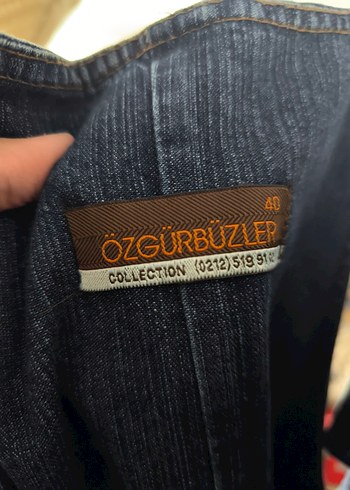 40
ÖZGÜRBÜZLER
COLLECTION (0212) 519 91